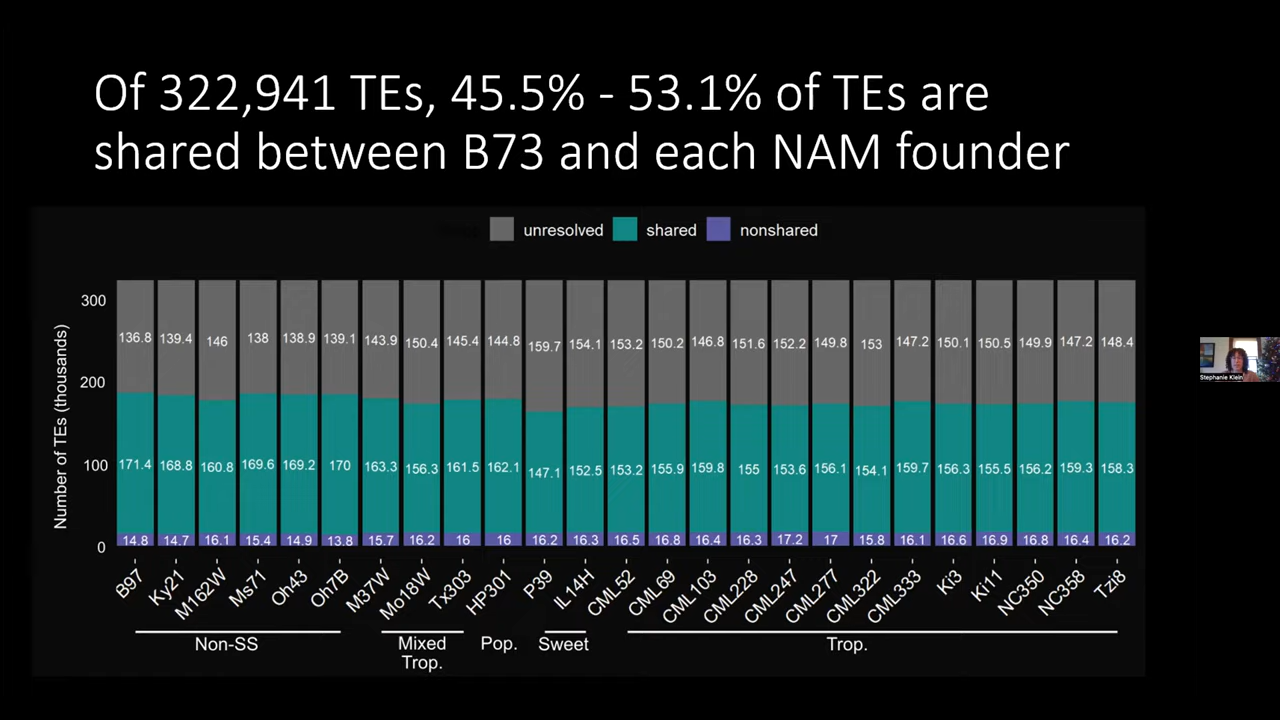 Of 322,941 TEs, 45.5% - 53.1% of TEs are
shared between B73 and each NAM founder
unresolved shared nonshared
Number of TEs (thousands)
300
200
100
0
136.8 139.4 146 138 138.9 139.1 143.9 150.4 145.4 144.8 159.7 154.1 153.2 150.2 146.8 151.6 152.2 149.8 153 147.2 150.1 150.5 149.9 147.2 148.4
171.4 168.8 160.8 169.6 169.2 170 163.3 156.3 161.5 162.1 147.1 152.5 153.2 155.9 159.8 155 153.6 156.1 154.1 159.7 156.3 155.5 156.2 159.3 158.3
14.8 14.7 16.1 15.4 14.9 13.8 15.7 16.2 16 16 16.2 16.3 16.5 16.8 16.4 16.3 17.2 17 15.8 16.1 16.6 16.9 16.8 16.4 16.2
B97 Ky21 M162W Ms71 Oh43 Oh7B M37W Mo18W Tx303 HP301 P39 IL14H CML52 CML69 CML103 CML228 CML247 CML277 CML322 CML333 Ki3 Ki11 NC350 NC358 Tzi8
Non-SS Mixed Pop. Sweet Trop.
Trop.
Stephanie Klein